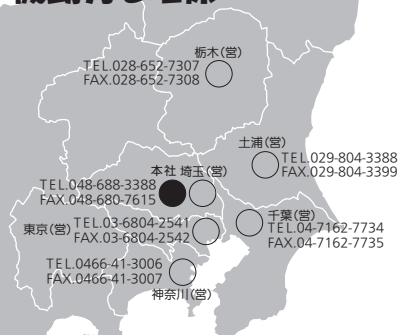 栃木(営)
TEL.028-652-7307
FAX.028-652-7308
土浦(営)
TEL.029-804-3388
FAX.029-804-3399
本社 埼玉(営)
TEL.048-688-3388
FAX.048-680-7615
千葉(営)
TEL.04-7162-7734
FAX.04-7162-7735
東京(営)
TEL.03-6804-2541
FAX.03-6804-2542
TEL.0466-41-3006
FAX.0466-41-3007
神奈川(営)